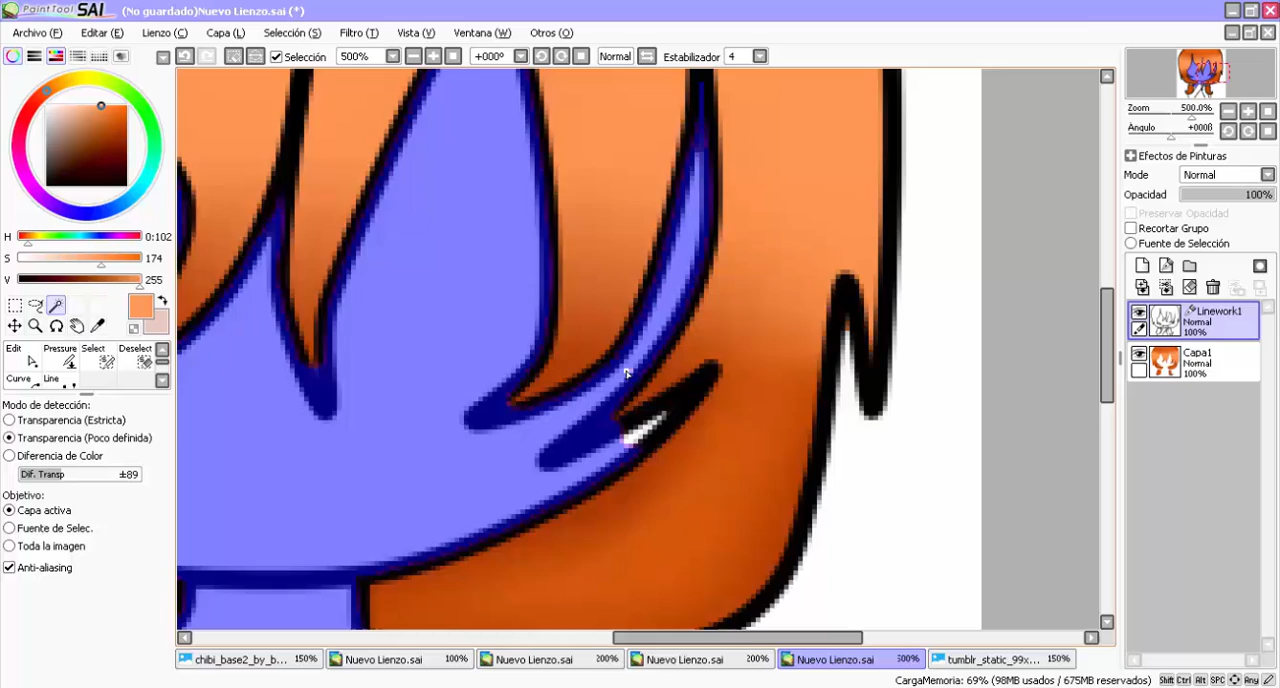 PaintTool SAI (No guardado)Nuevo Lienzo.sai (*)
Archivo (F) Editar (E) Lienzo (C) Capa (L) Selección (S) Filtro (T) Vista (V) Ventana (W) Otros (O)
Selección 500% +000° Normal Estabilizador 4
Zoom 500.0%
Ángulo +000ß
Efectos de Pinturas
Mode Normal
Opacidad 100%
Preservar Opacidad
Recortar Grupo
Fuente de Selección
H 0:102
S 174
V 255
Edit Pressure Select Deselect
Curve Line
Modo de detección:
Transparencia (Estricta)
Transparencia (Poco definida)
Diferencia de Color
Dif. Transp ±89
Objetivo:
Capa activa
Fuente de Selec.
Toda la imagen
Anti-aliasing
Linework1
Normal
100%
Capa1
Normal
100%
chibi_base2_by_b... 150% Nuevo Lienzo.sai 100% Nuevo Lienzo.sai 200% Nuevo Lienzo.sai 200% Nuevo Lienzo.sai 500% tumblr_static_99x... 150%
CargaMemoria: 69% (98MB usados / 675MB reservados) Shift Ctrl Alt SPC Any